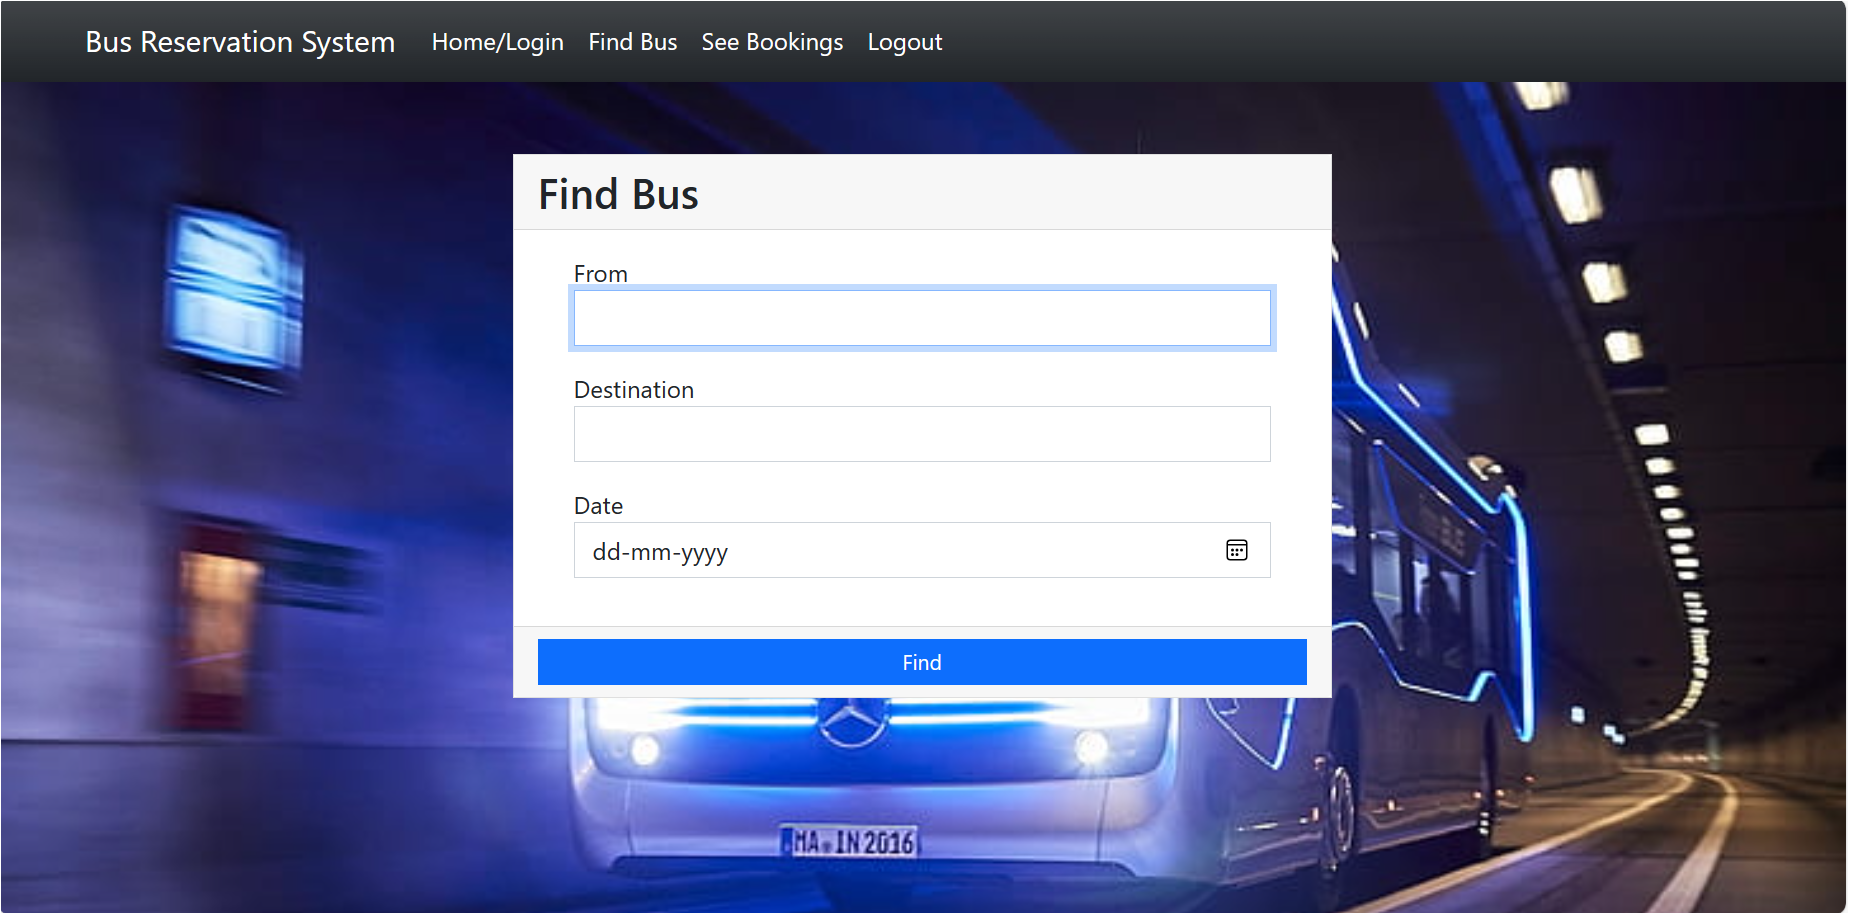 Bus Reservation System Home/Login Find Bus See Bookings Logout
Find Bus
From
Destination
Date
dd-mm-yyyy
Find
BUS
MA IN 2016